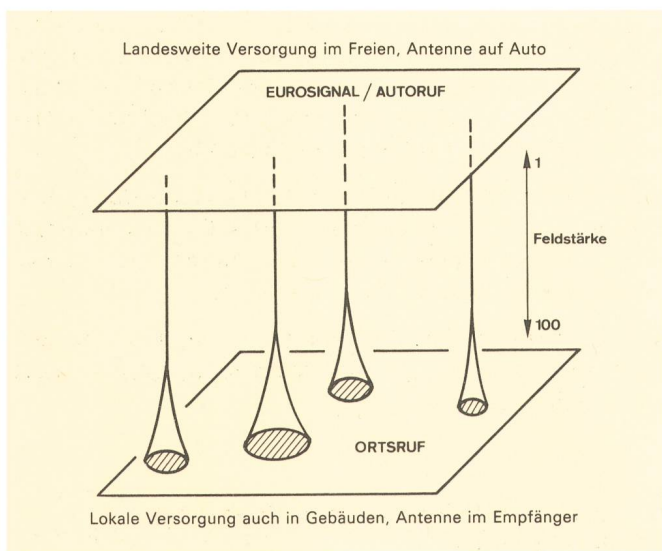 Landesweite Versorgung im Freien, Antenne auf Auto
EUROSIGNAL / AUTORUF
1
Feldstärke
100
ORTSRUF
Lokale Versorgung auch in Gebäuden, Antenne im Empfänger